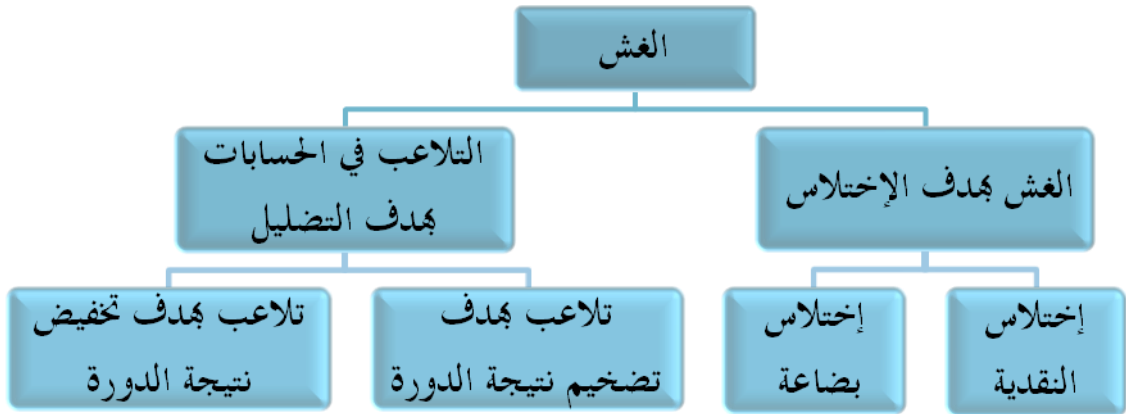 الغش
الغش بهدف الإختلاس
التلاعب في الحسابات
بهدف التضليل
إختلاس
النقدية
إختلاس
بضاعة
تلاعب بهدف
تضخيم نتيجة الدورة
تلاعب بهدف تخفيض
نتيجة الدورة